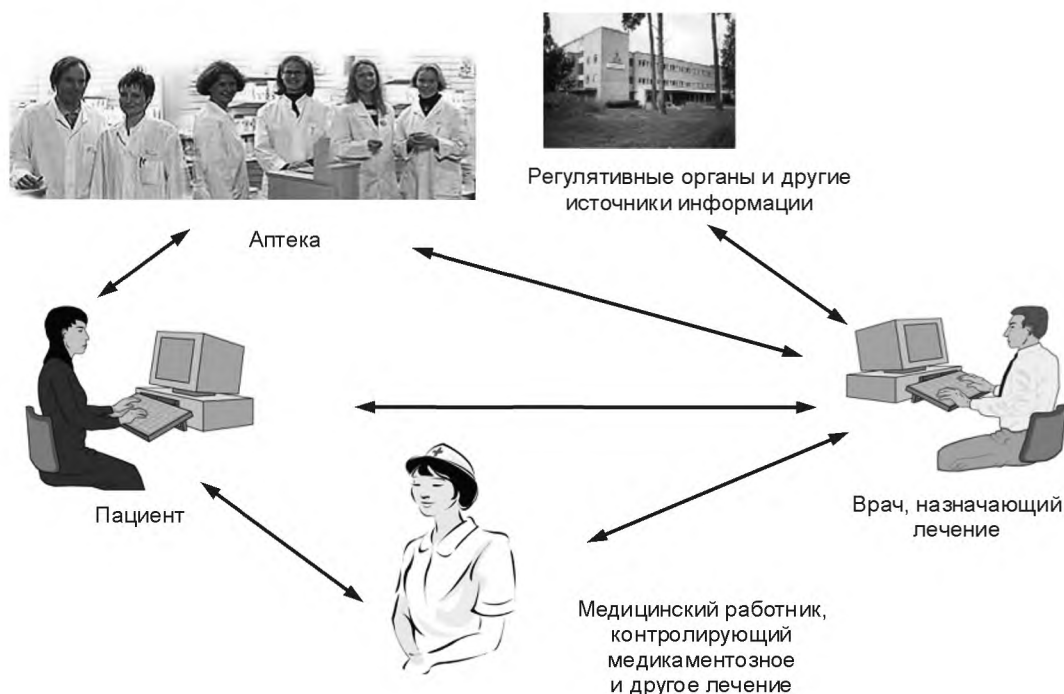 Регулятивные органы и другие
источники информации
Аптека
Пациент
Врач, назначающий
лечение
Медицинский работник,
контролирующий
медикаментозное
и другое лечение